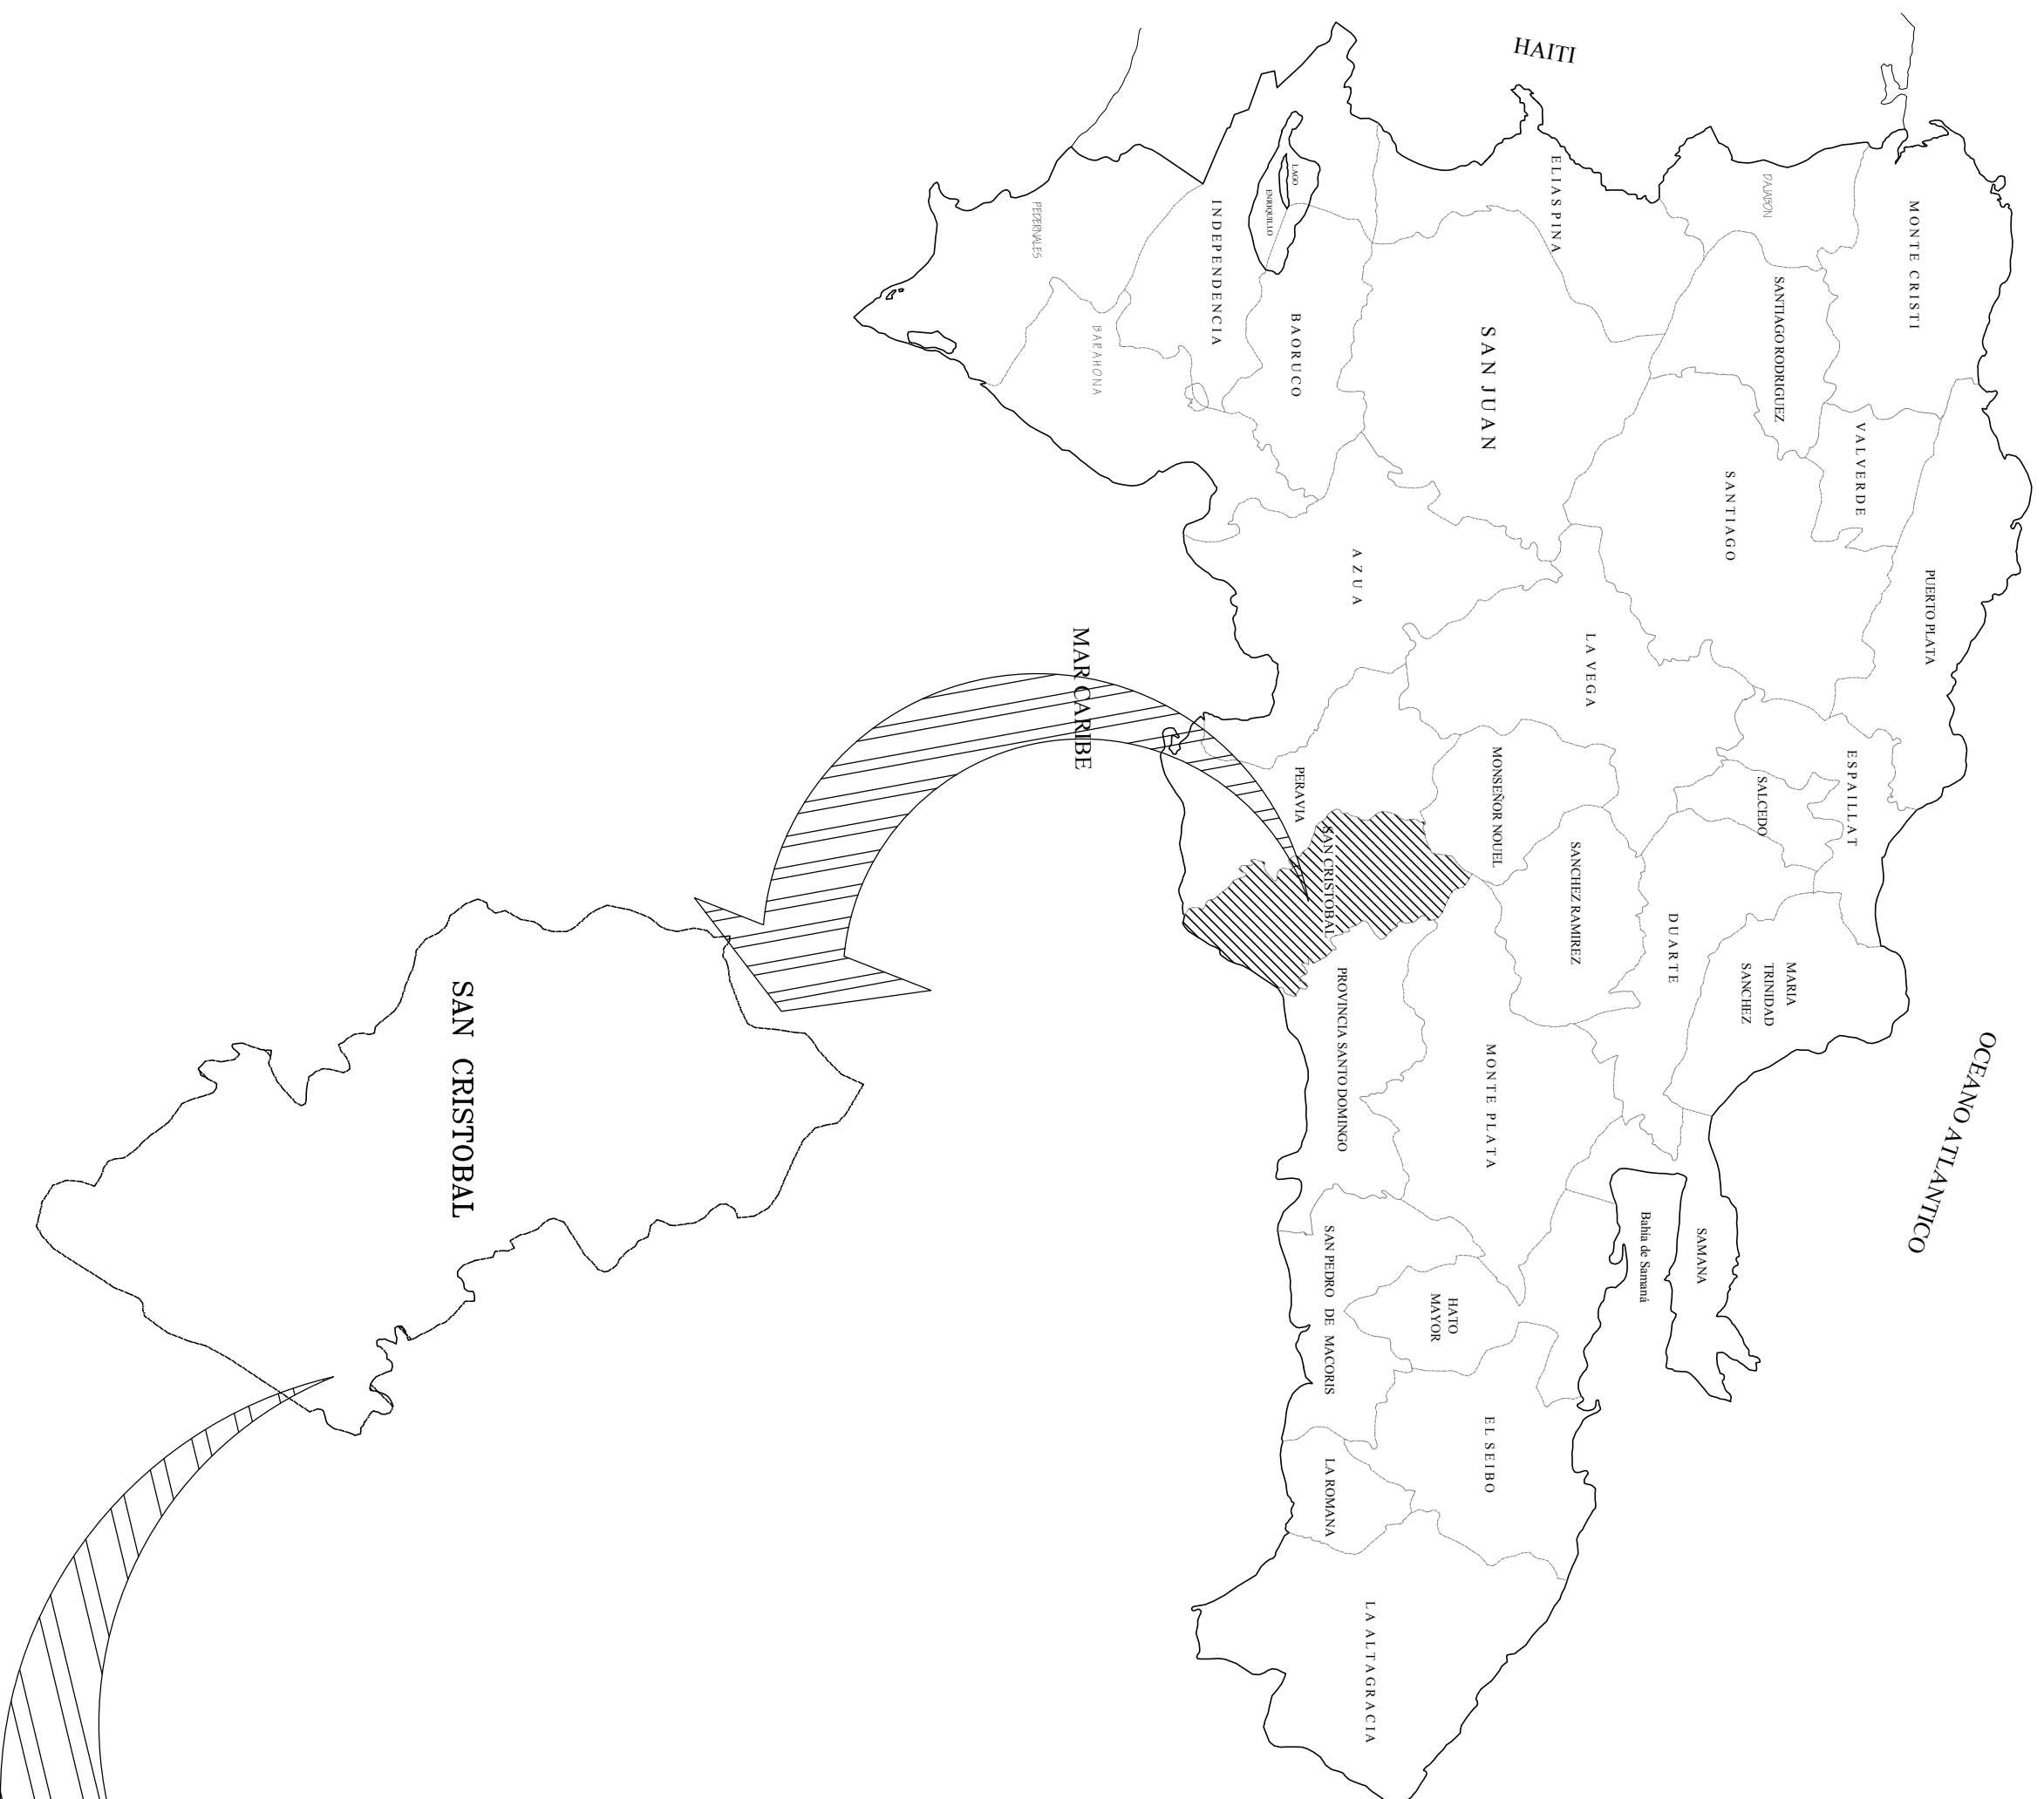 HAITI
MONTE CRISTI
DAJABON
ELIAS PINA
LAGO
ENRIQUILLO
INDEPENDENCIA
PEDERNALES
PUERTO PLATA
VALVERDE
SANTIAGO RODRIGUEZ
SANTIAGO
SAN JUAN
BAORUCO
BARAHONA
AZUA
LA VEGA
ESPAILLAT
SALCEDO
MONSEÑOR NOUEL
SANCHEZ RAMIREZ
PERAVIA
SAN CRISTOBAL
MAR CARIBE
DUARTE
MARIA
TRINIDAD
SANCHEZ
OCEANO ATLANTICO
PROVINCIA SANTO DOMINGO
MONTE PLATA
SAMANA
Bahía de Samaná
HATO
MAYOR
SAN PEDRO DE MACORIS
EL SEIBO
LA ROMANA
LA ALTAGRACIA
SAN CRISTOBAL